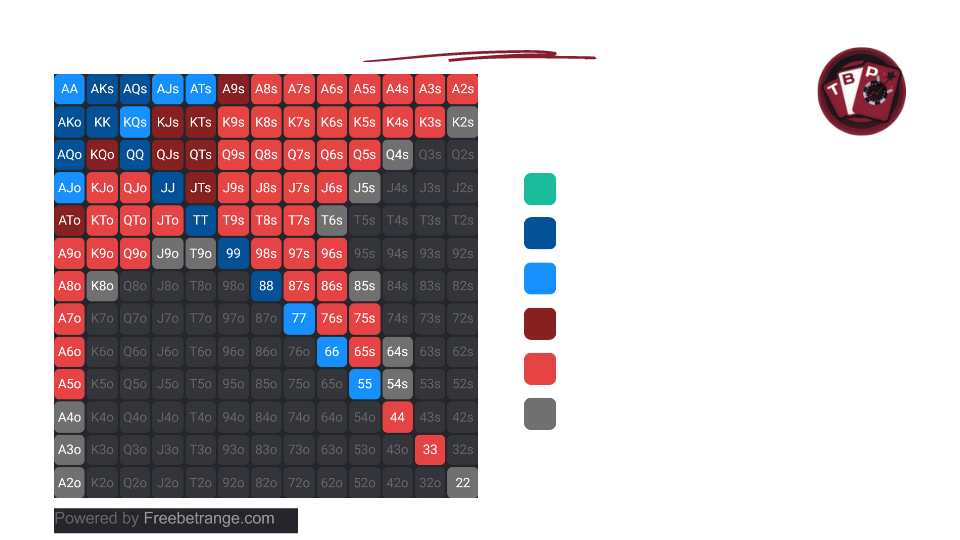 AA AKs AQs AJs ATs A9s A8s A7s A6s A5s A4s A3s A2s
AKo KK KQs KJs KTs K9s K8s K7s K6s K5s K4s K3s K2s
AQo KQo QQ QJs QTs Q9s Q8s Q7s Q6s Q5s Q4s Q3s Q2s
AJo KJo QJo JJ JTs J9s J8s J7s J6s J5s J4s J3s J2s
ATo KTo QTo JTo TT T9s T8s T7s T6s T5s T4s T3s T2s
A9o K9o Q9o J9o T9o 99 98s 97s 96s 95s 94s 93s 92s
A8o K8o Q8o J8o T8o 98o 88 87s 86s 85s 84s 83s 82s
A7o K7o Q7o J7o T7o 97o 87o 77 76s 75s 74s 73s 72s
A6o K6o Q6o J6o T6o 96o 86o 76o 66 65s 64s 63s 62s
A5o K5o Q5o J5o T5o 95o 85o 75o 65o 55 54s 53s 52s
A4o K4o Q4o J4o T4o 94o 84o 74o 64o 54o 44 43s 42s
A3o K3o Q3o J3o T3o 93o 83o 73o 63o 53o 43o 33 32s
A2o K2o Q2o J2o T2o 92o 82o 72o 62o 52o 42o 32o 22
Powered by Freebetrange.com
T B P